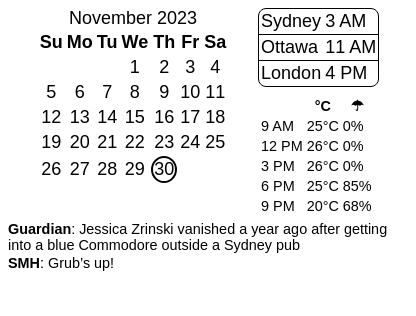 November 2023
Su Mo Tu We Th Fr Sa
1 2 3 4
5 6 7 8 9 10 11
12 13 14 15 16 17 18
19 20 21 22 23 24 25
26 27 28 29 30
Sydney 3 AM
Ottawa 11 AM
London 4 PM
°C ☂
9 AM 25°C 0%
12 PM 26°C 0%
3 PM 26°C 0%
6 PM 25°C 85%
9 PM 20°C 68%
Guardian: Jessica Zrinski vanished a year ago after getting
into a blue Commodore outside a Sydney pub
SMH: Grub's up!